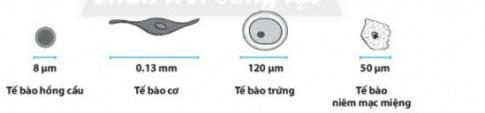 8 µm
0.13 mm
120 µm
50 µm
Tế bào hồng cầu
Tế bào cơ
Tế bào trứng
Tế bào
niêm mạc miệng